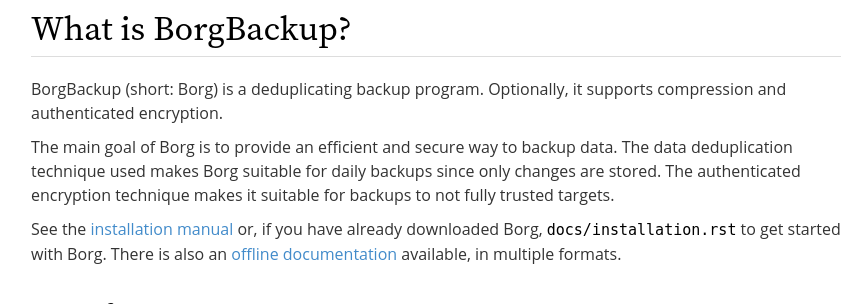 What is BorgBackup?
BorgBackup (short: Borg) is a deduplicating backup program. Optionally, it supports compression and
authenticated encryption.
The main goal of Borg is to provide an efficient and secure way to backup data. The data deduplication
technique used makes Borg suitable for daily backups since only changes are stored. The authenticated
encryption technique makes it suitable for backups to not fully trusted targets.
See the installation manual or, if you have already downloaded Borg, docs/installation.rst to get started
with Borg. There is also an offline documentation available, in multiple formats.